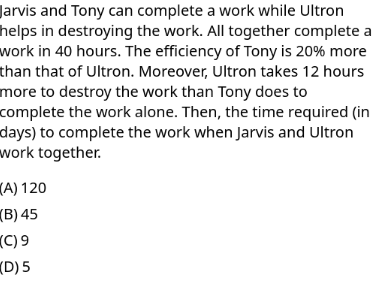 Jarvis and Tony can complete a work while Ultron
helps in destroying the work. All together complete a
work in 40 hours. The efficiency of Tony is 20% more
than that of Ultron. Moreover, Ultron takes 12 hours
more to destroy the work than Tony does to
complete the work alone. Then, the time required (in
days) to complete the work when Jarvis and Ultron
work together.
(A) 120
(B) 45
(C) 9
(D) 5